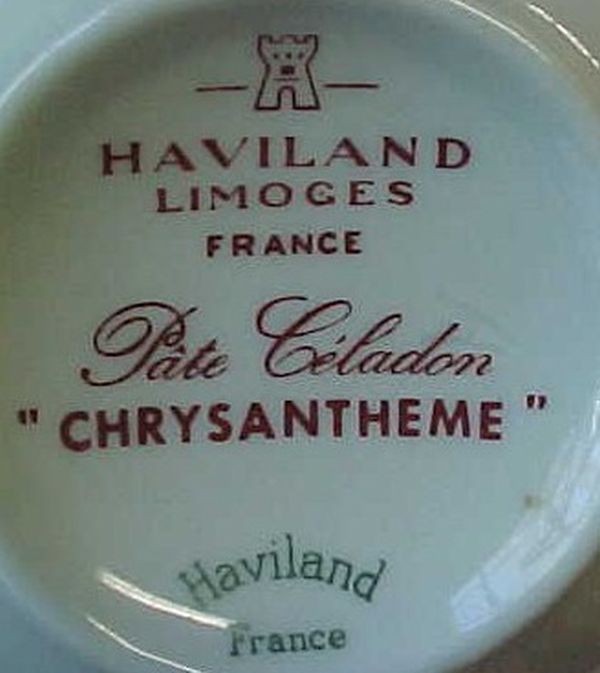 HAVILAND
LIMOGES
FRANCE
Pâte Céladon
" CHRYSANTHEME "
Haviland
France